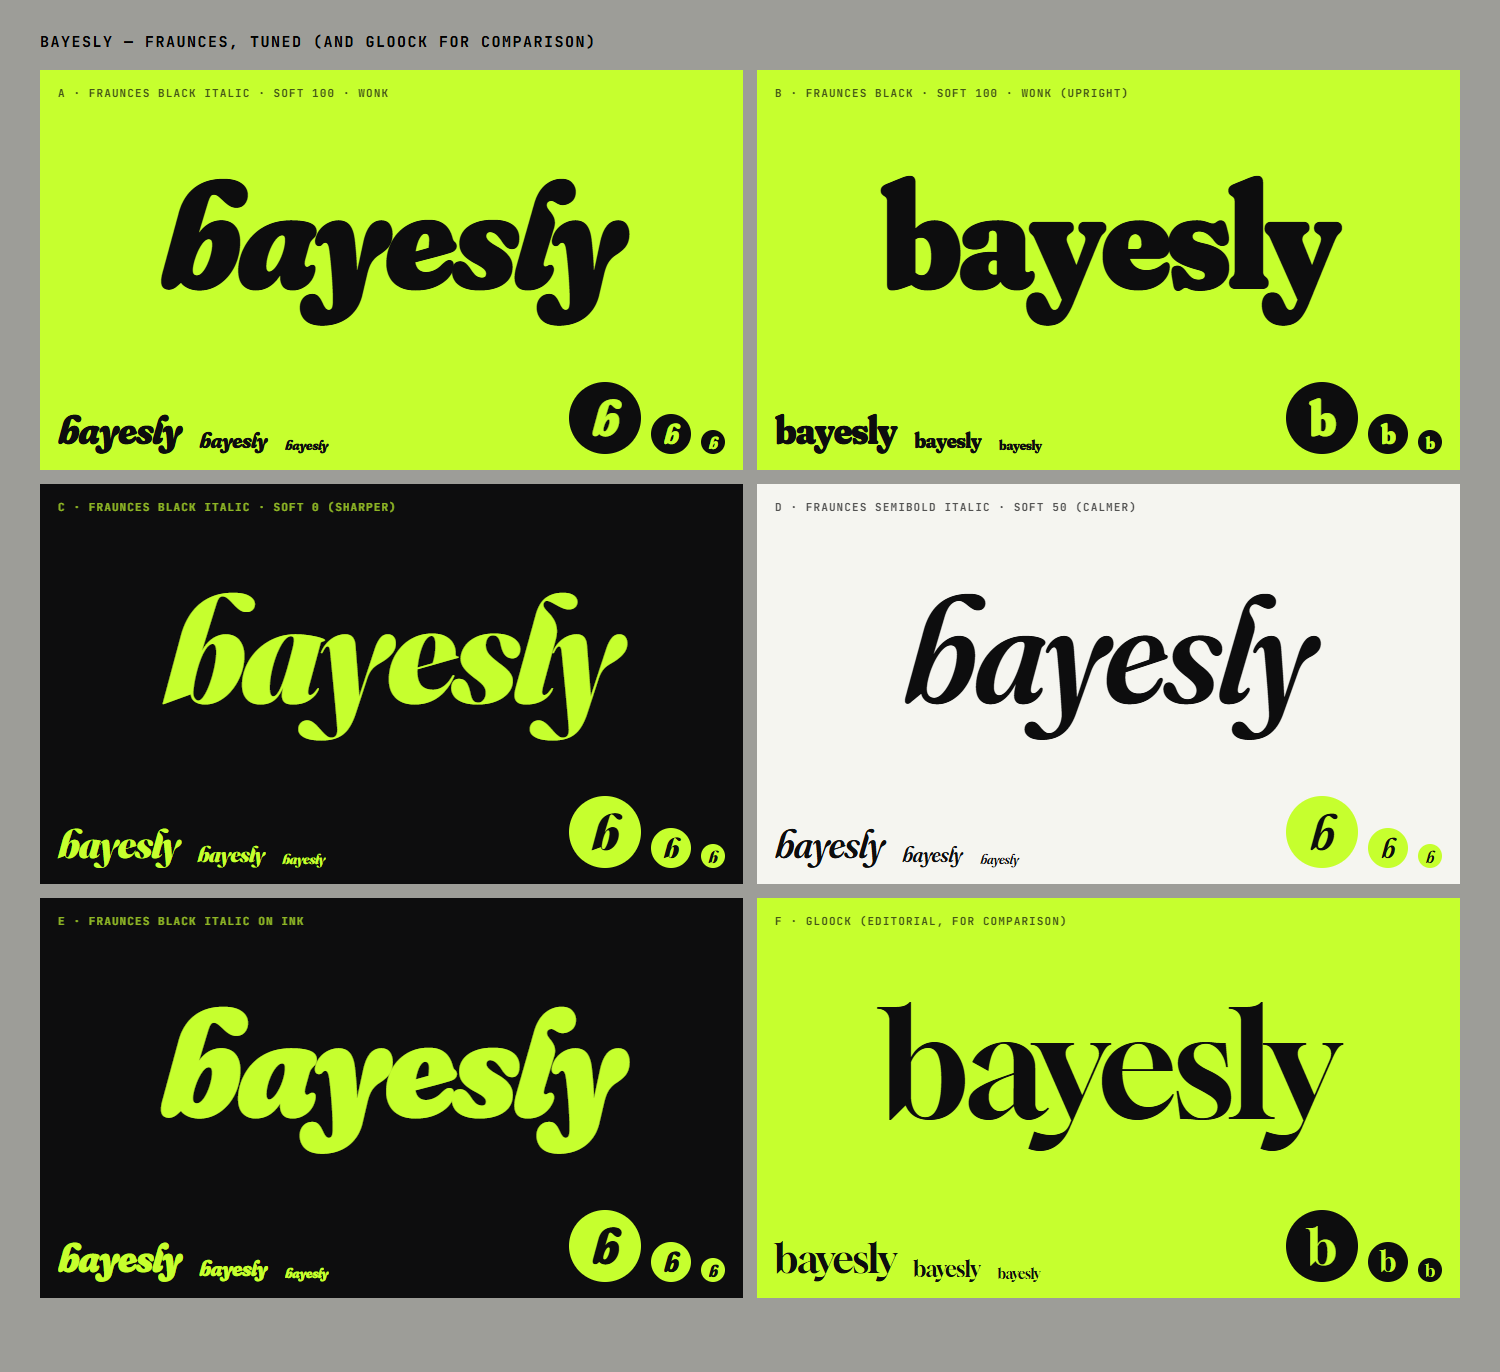 BAYESLY — FRAUNCES, TUNED (AND GLOOCK FOR COMPARISON)
A · FRAUNCES BLACK ITALIC · SOFT 100 · WONK
bayesly
bayesly bayesly bayesly
b b b
B · FRAUNCES BLACK · SOFT 100 · WONK (UPRIGHT)
bayesly
bayesly bayesly bayesly
b b b
C · FRAUNCES BLACK ITALIC · SOFT 0 (SHARPER)
bayesly
bayesly bayesly bayesly
b b b
D · FRAUNCES SEMIBOLD ITALIC · SOFT 50 (CALMER)
bayesly
bayesly bayesly bayesly
b b b
E · FRAUNCES BLACK ITALIC ON INK
bayesly
bayesly bayesly bayesly
b b b
F · GLOOCK (EDITORIAL, FOR COMPARISON)
bayesly
bayesly bayesly bayesly
b b b